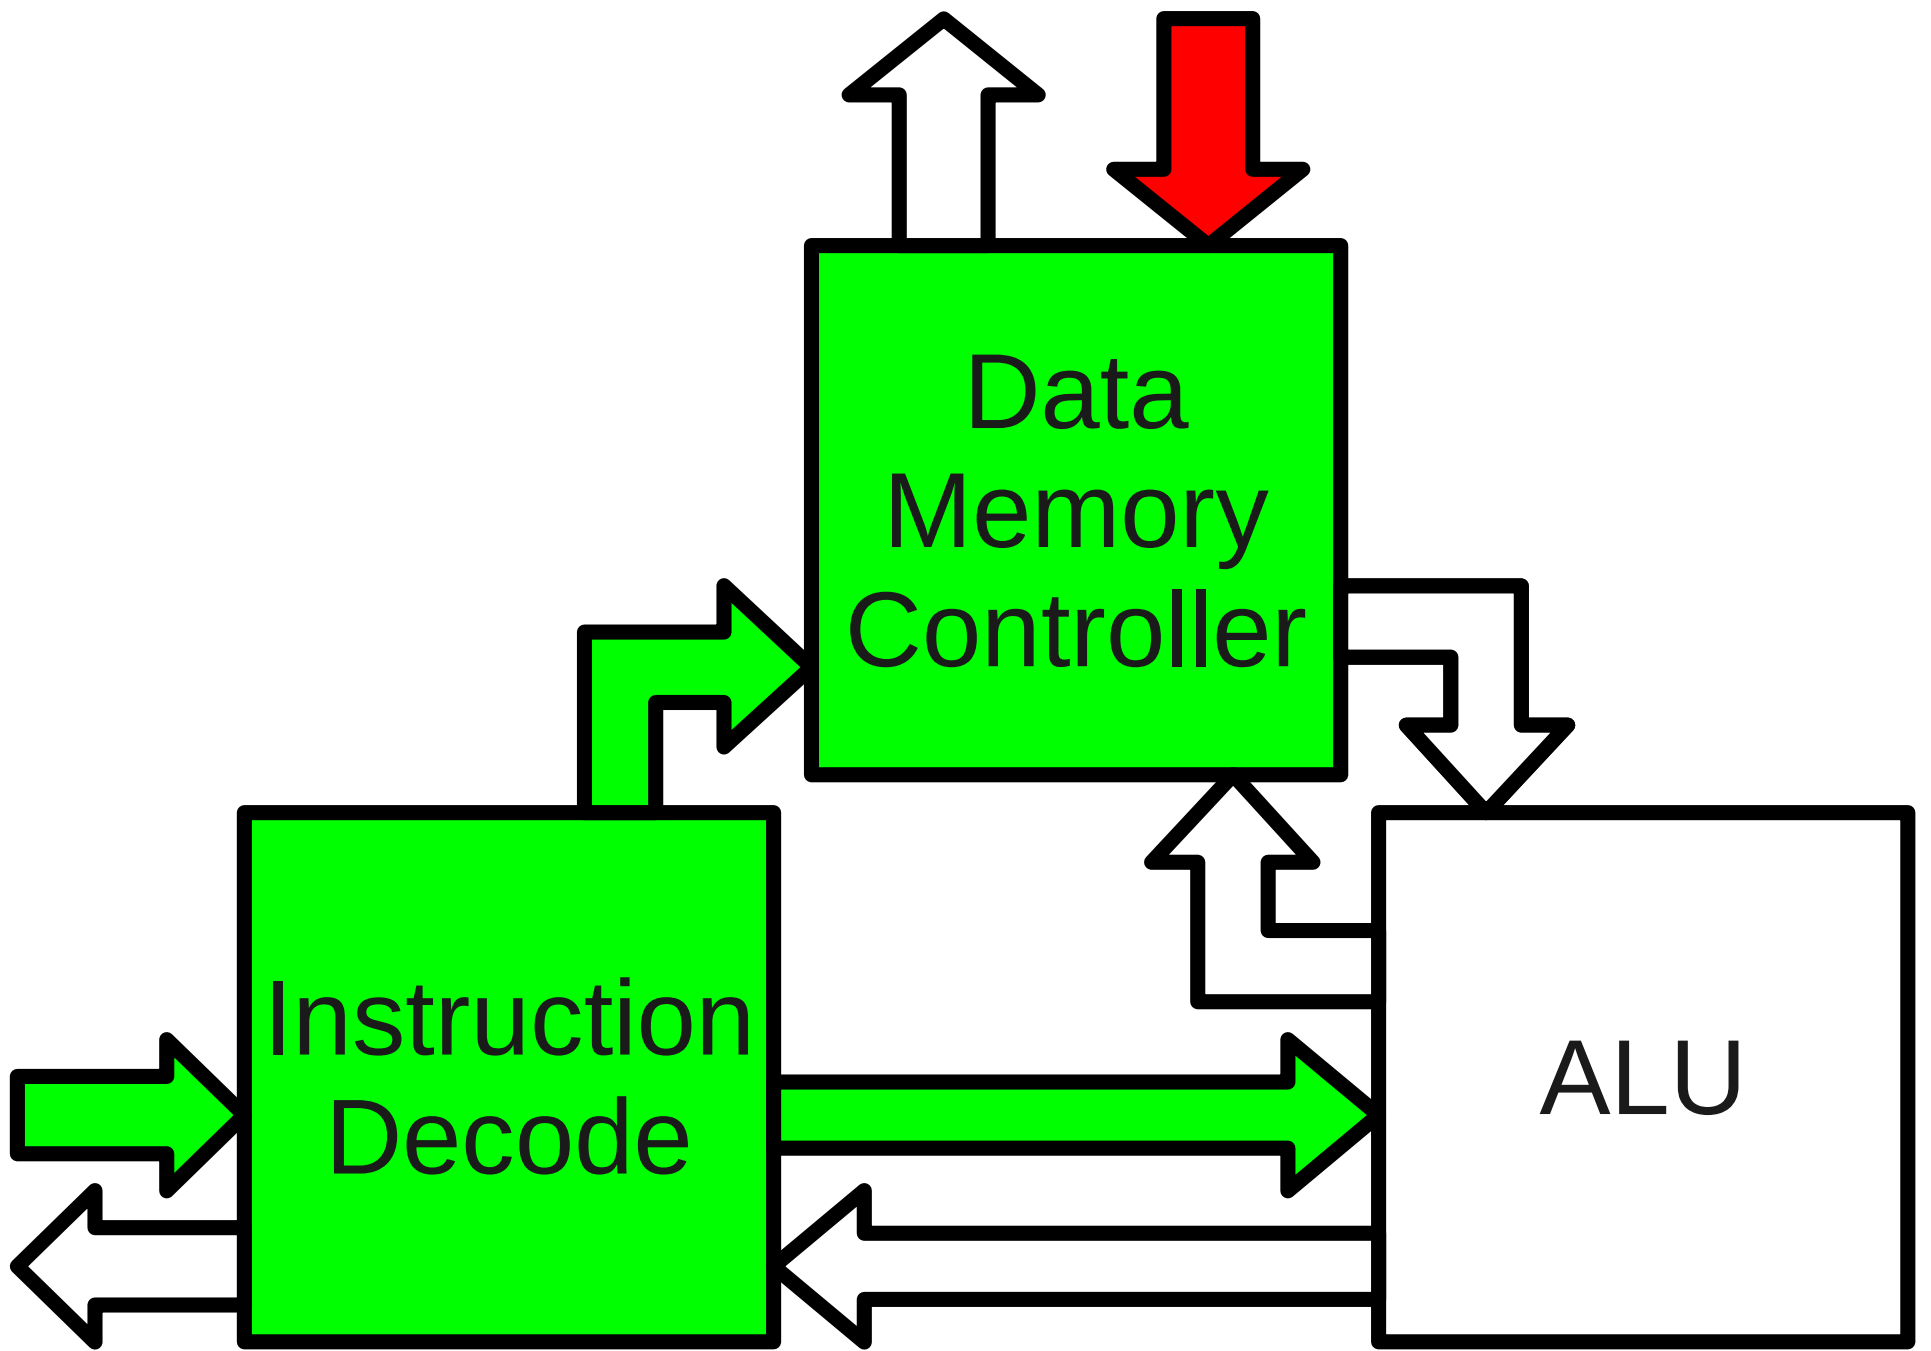 Data
Memory
Controller
Instruction
Decode
ALU